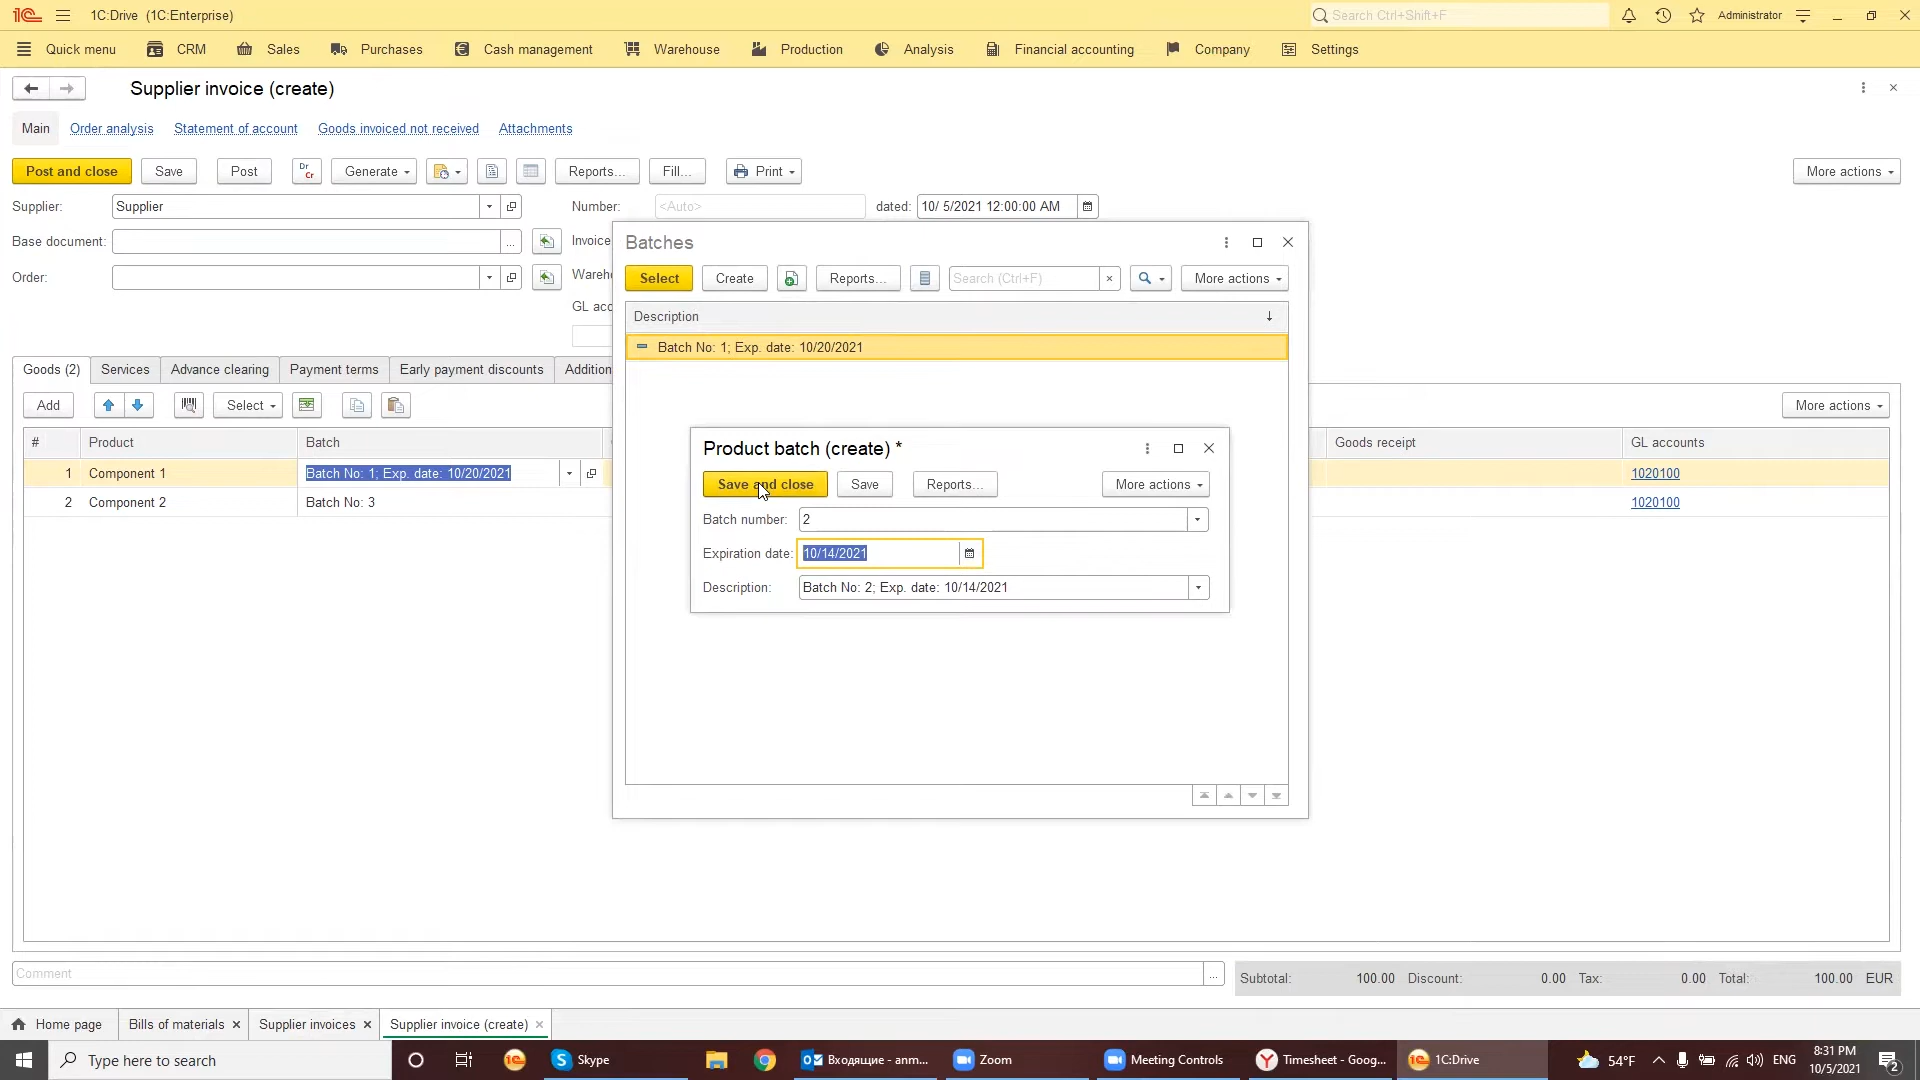 1C:Drive (1C:Enterprise)
Search Ctrl+Shift+F
Administrator
Quick menu CRM Sales Purchases Cash management Warehouse Production Analysis Financial accounting Company Settings
Supplier invoice (create)
Main Order analysis Statement of account Goods invoiced not received Attachments
Post and close Save Post Dr Cr Generate Reports... Fill... Print More actions
Supplier: Supplier Number: <Auto> dated: 10/ 5/2021 12:00:00 AM
Base document: ... Invoice
Order: Wareho
GL acc
Batches
Select Create Reports... Search (Ctrl+F) × More actions
Description ↓
Batch No: 1; Exp. date: 10/20/2021
Product batch (create) *
Save and close Save Reports... More actions
Batch number: 2
Expiration date: 10/14/2021
Description: Batch No: 2; Exp. date: 10/14/2021
Goods (2) Services Advance clearing Payment terms Early payment discounts Addition
Add Select More actions
# Product Batch Goods receipt GL accounts
1 Component 1 Batch No: 1; Exp. date: 10/20/2021 1020100
2 Component 2 Batch No: 3 1020100
Comment ...
Subtotal: 100.00 Discount: 0.00 Tax: 0.00 Total: 100.00 EUR
Home page Bills of materials × Supplier invoices × Supplier invoice (create) ×
Type here to search Skype Входящие - anm... Zoom Meeting Controls Timesheet - Goog... 1C:Drive 54°F ENG 8:31 PM
10/5/2021 2